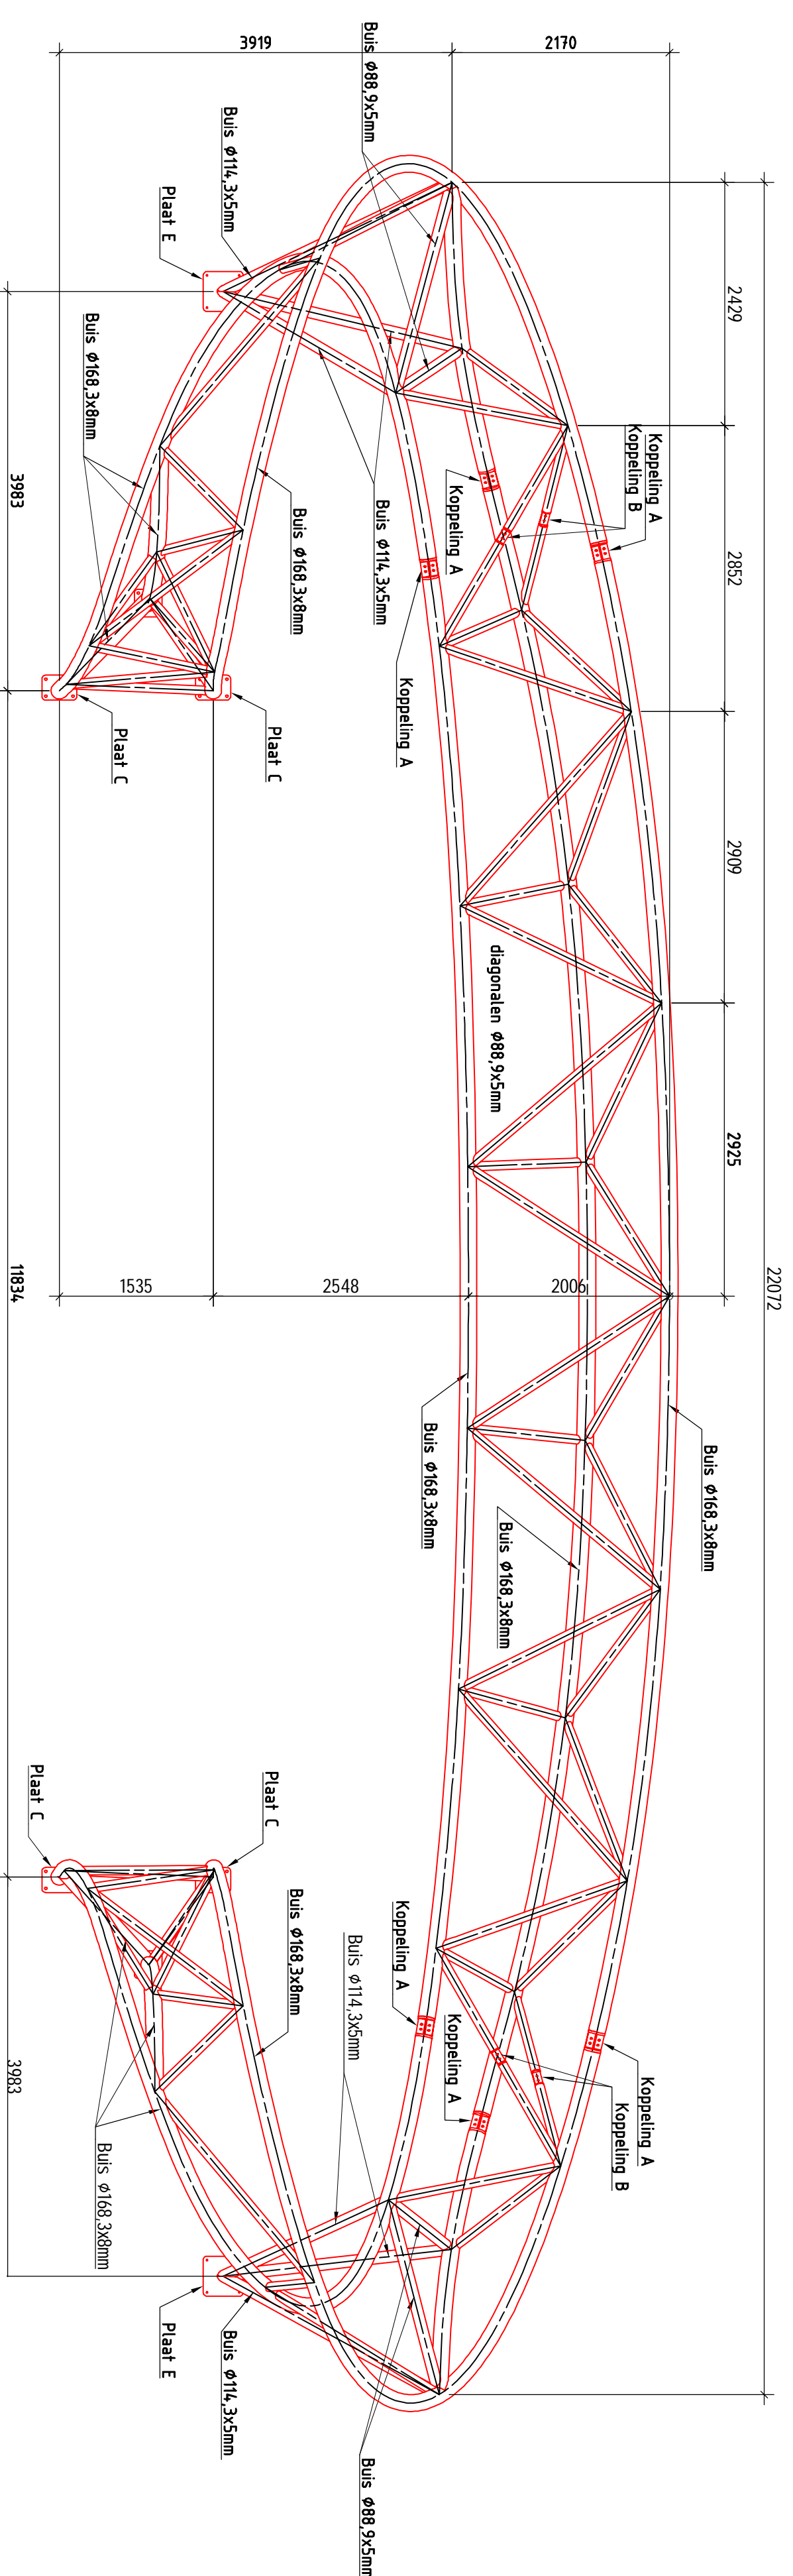 22072
2429
2852
2909
2925
2170
3919
Buis ø88,9x5mm
Buis ø114,3x5mm
Plaat E
Koppeling A
Koppeling B
Koppeling A
Buis ø114,3x5mm
Koppeling A
Buis ø168,3x8mm
Buis ø168,3x8mm
Plaat C
Plaat C
diagonalen ø88,9x5mm
2006
2548
1535
Buis ø168,3x8mm
Buis ø168,3x8mm
Buis ø168,3x8mm
Koppeling A
Koppeling B
Koppeling A
Koppeling A
Buis ø114,3x5mm
Buis ø168,3x8mm
Plaat C
Plaat C
Buis ø168,3x8mm
Plaat E
Buis ø114,3x5mm
Buis ø88,9x5mm
3983
11834
3983